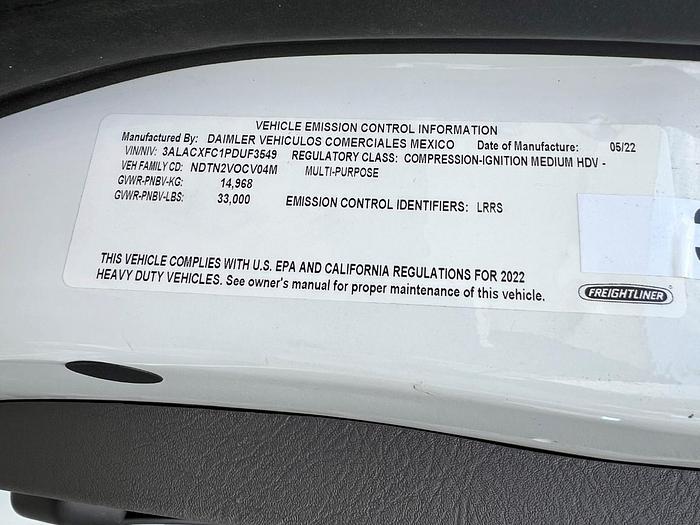 VEHICLE EMISSION CONTROL INFORMATION
Manufactured By: DAIMLER VEHICULOS COMERCIALES MEXICO Date of Manufacture: 05/22
VIN/NIV: 3ALACXFC1PDUF3549 REGULATORY CLASS: COMPRESSION-IGNITION MEDIUM HDV -
VEH FAMILY CD: NDTN2VOCV04M MULTI-PURPOSE
GVWR-PNBV-KG: 14,968
GVWR-PNBV-LBS: 33,000 EMISSION CONTROL IDENTIFIERS: LRRS
THIS VEHICLE COMPLIES WITH U.S. EPA AND CALIFORNIA REGULATIONS FOR 2022
HEAVY DUTY VEHICLES. See owner's manual for proper maintenance of this vehicle.
FREIGHTLINER